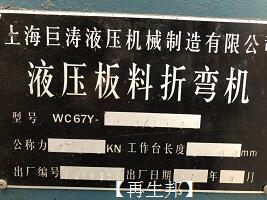 上海巨涛液压机械制造有限公司
液压板料折弯机
型号 WC67Y-
公称力 KN 工作台长度 mm
出厂编号 出厂日期 年 月
【再生邦】